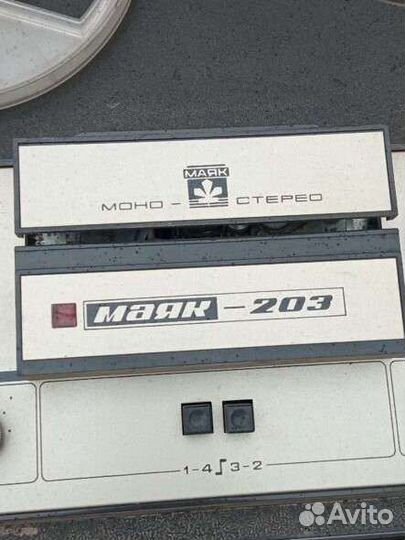 МАЯК
МОНО - СТЕРЕО
маяк - 203
1-4 3-2
Avito